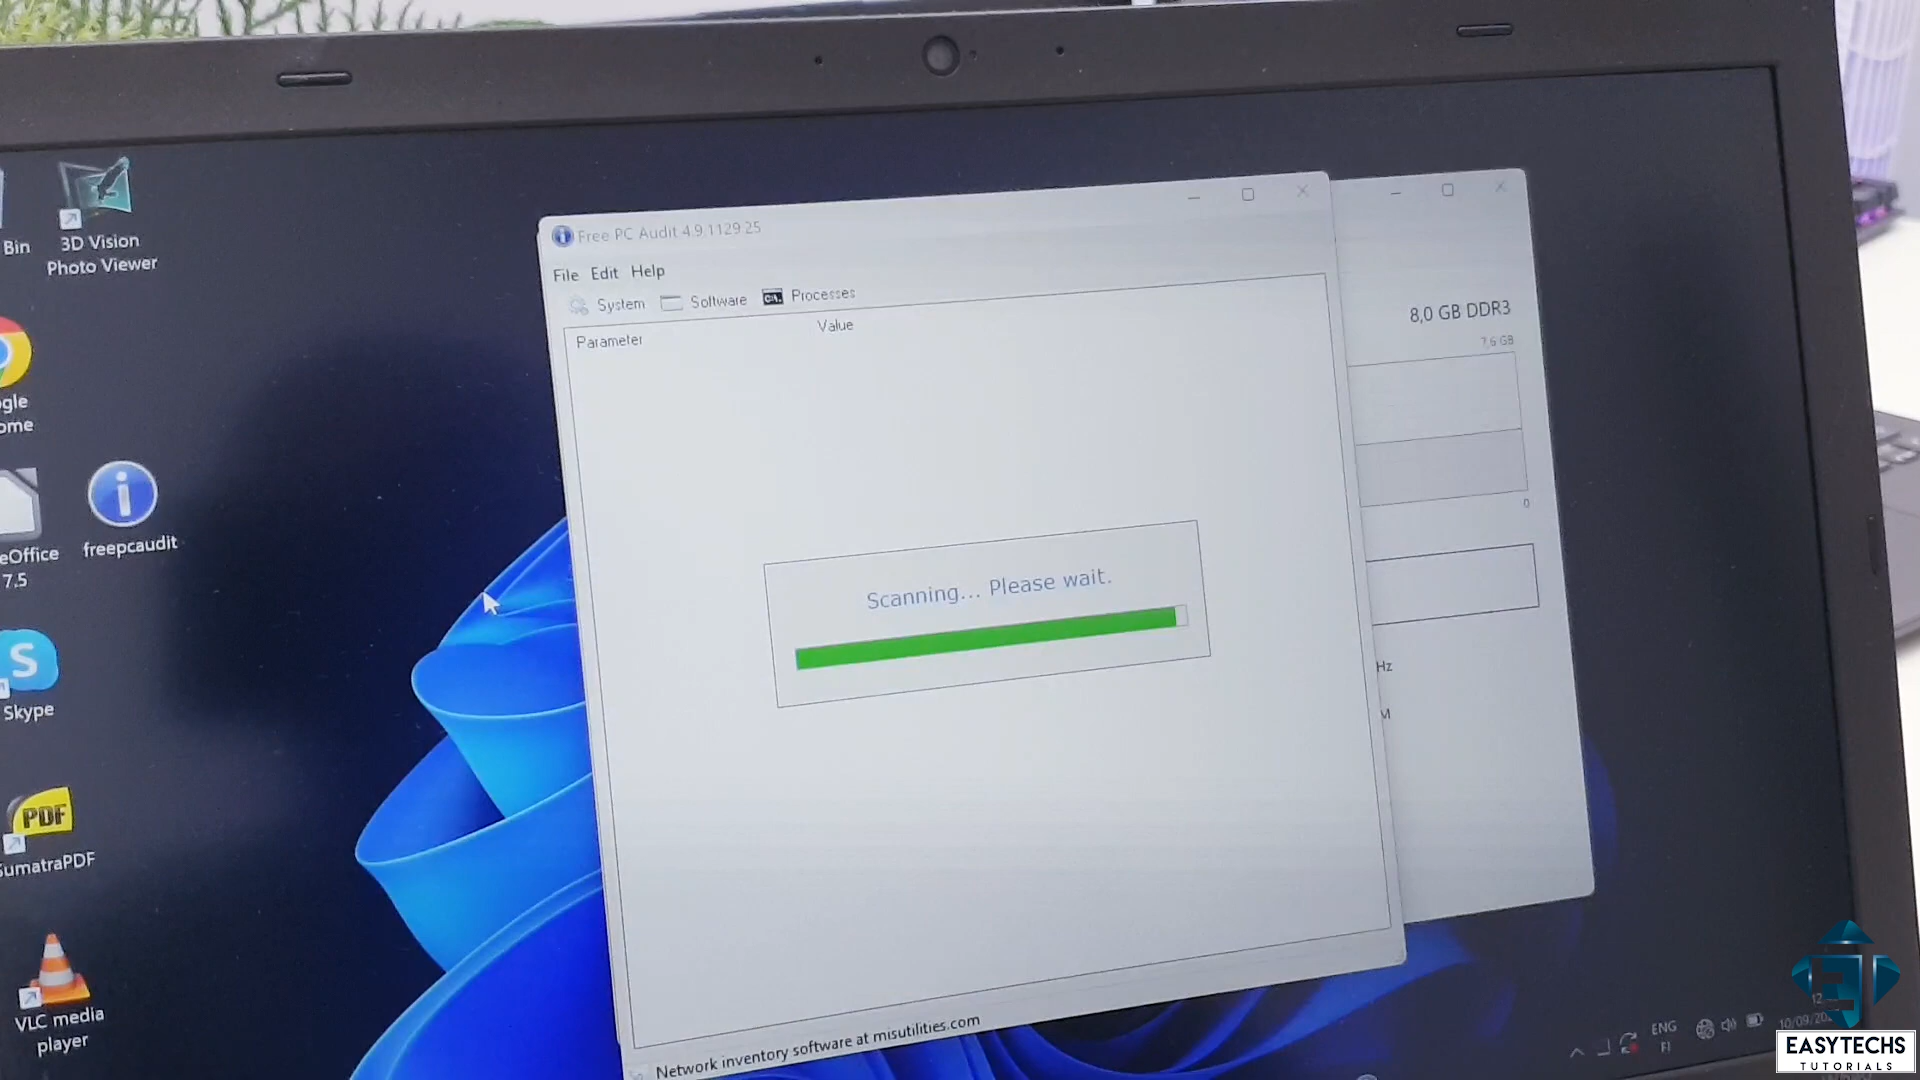 Bin
3D Vision
Photo Viewer
gle
ome
eOffice
7.5
freepcaudit
S
Skype
PDF
SumatraPDF
VLC media
player
Free PC Audit 4.9.1129.25
File Edit Help
System Software Processes
Parameter Value
Scanning... Please wait.
Network inventory software at misutilities.com
8,0 GB DDR3
7,6 GB
0
Hz
M
ENG
FI
EASYTECHS
TUTORIALS